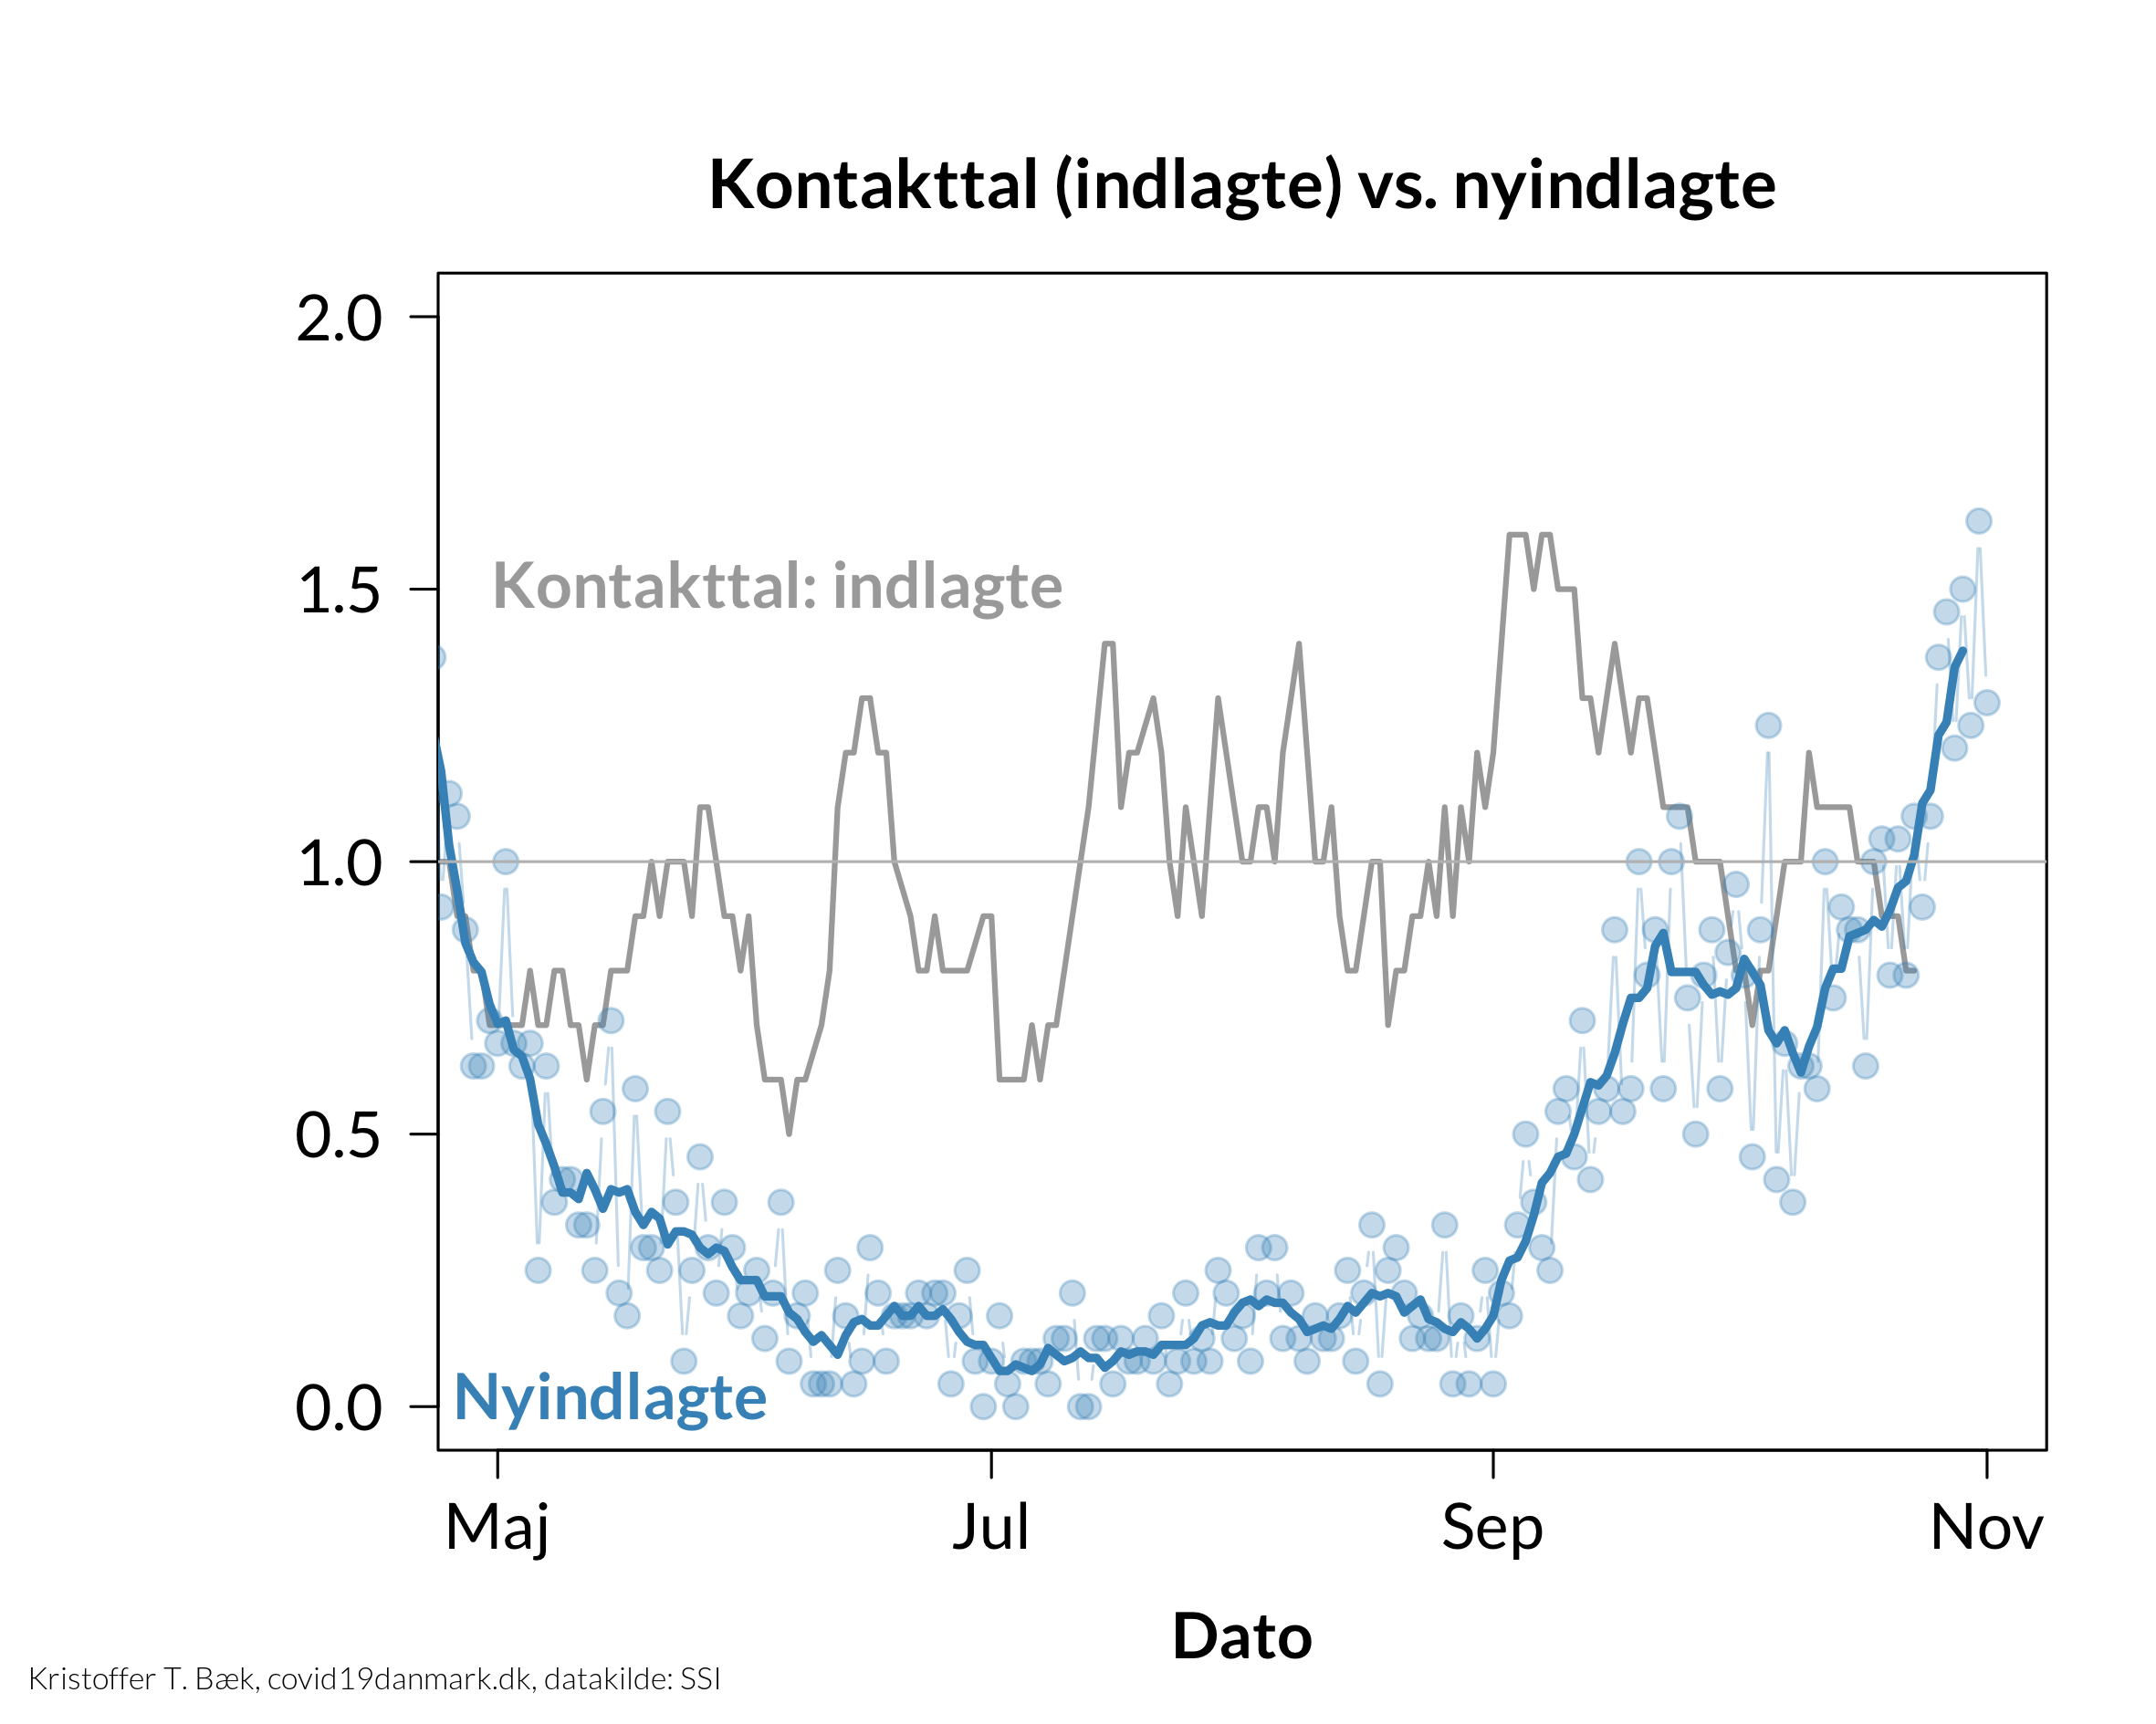 Kontakttal (indlagte) vs. nyindlagte
2.0
1.5
Kontakttal: indlagte
1.0
0.5
Nyindlagte
0.0
Maj Jul Sep Nov
Dato
Kristoffer T. Bæk, covid19danmark.dk, datakilde: SSI